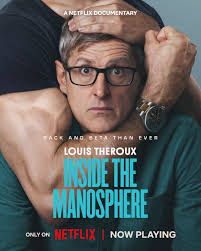 A NETFLIX DOCUMENTARY
BACK AND BETA THAN EVER
LOUIS THEROUX
INSIDE THE
MANOSPHERE
ONLY ON NETFLIX | NOW PLAYING